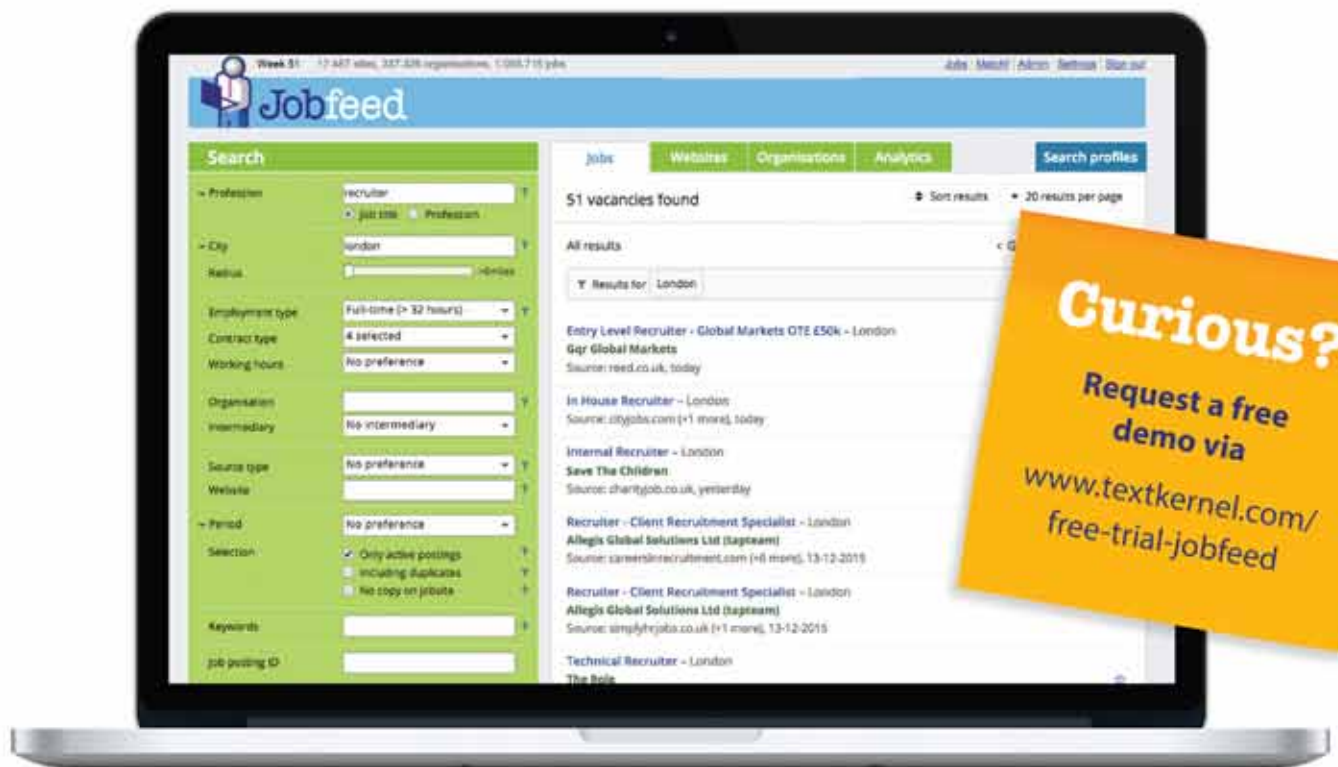 Week 51
Jobs Match! Admin Settings Sign out
Jobfeed
Search
Profession
recruiter
Job title Profession
City
london
Radius
Employment type
Full-time (> 32 hours)
Contract type
4 selected
Working hours
No preference
Organisation
Intermediary
No intermediary
Source type
No preference
Website
Period
No preference
Selection
Only active postings
Including duplicates
No copy on jobsite
Keywords
Job posting ID
Jobs Websites Organisations Analytics
Search profiles
51 vacancies found
Sort results
20 results per page
All results
Results for London
Entry Level Recruiter - Global Markets OTE £50k – London
Gqr Global Markets
Source: reed.co.uk, today
In House Recruiter – London
Source: cityjobs.com (+1 more), today
Internal Recruiter – London
Save The Children
Source: charityjob.co.uk, yesterday
Recruiter - Client Recruitment Specialist – London
Allegis Global Solutions Ltd (tapteam)
Source: careersinrecruitment.com (+6 more), 13-12-2015
Recruiter - Client Recruitment Specialist – London
Allegis Global Solutions Ltd (tapteam)
Source: simplyhrjobs.co.uk (+1 more), 13-12-2015
Technical Recruiter – London
The Role
Curious?
Request a free
demo via
www.textkernel.com/
free-trial-jobfeed